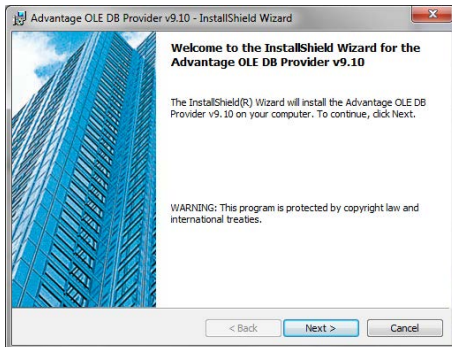 Advantage OLE DB Provider v9.10 - InstallShield Wizard
Welcome to the InstallShield Wizard for the
Advantage OLE DB Provider v9.10
The InstallShield(R) Wizard will install the Advantage OLE DB
Provider v9.10 on your computer. To continue, click Next.
WARNING: This program is protected by copyright law and
international treaties.
< Back
Next >
Cancel